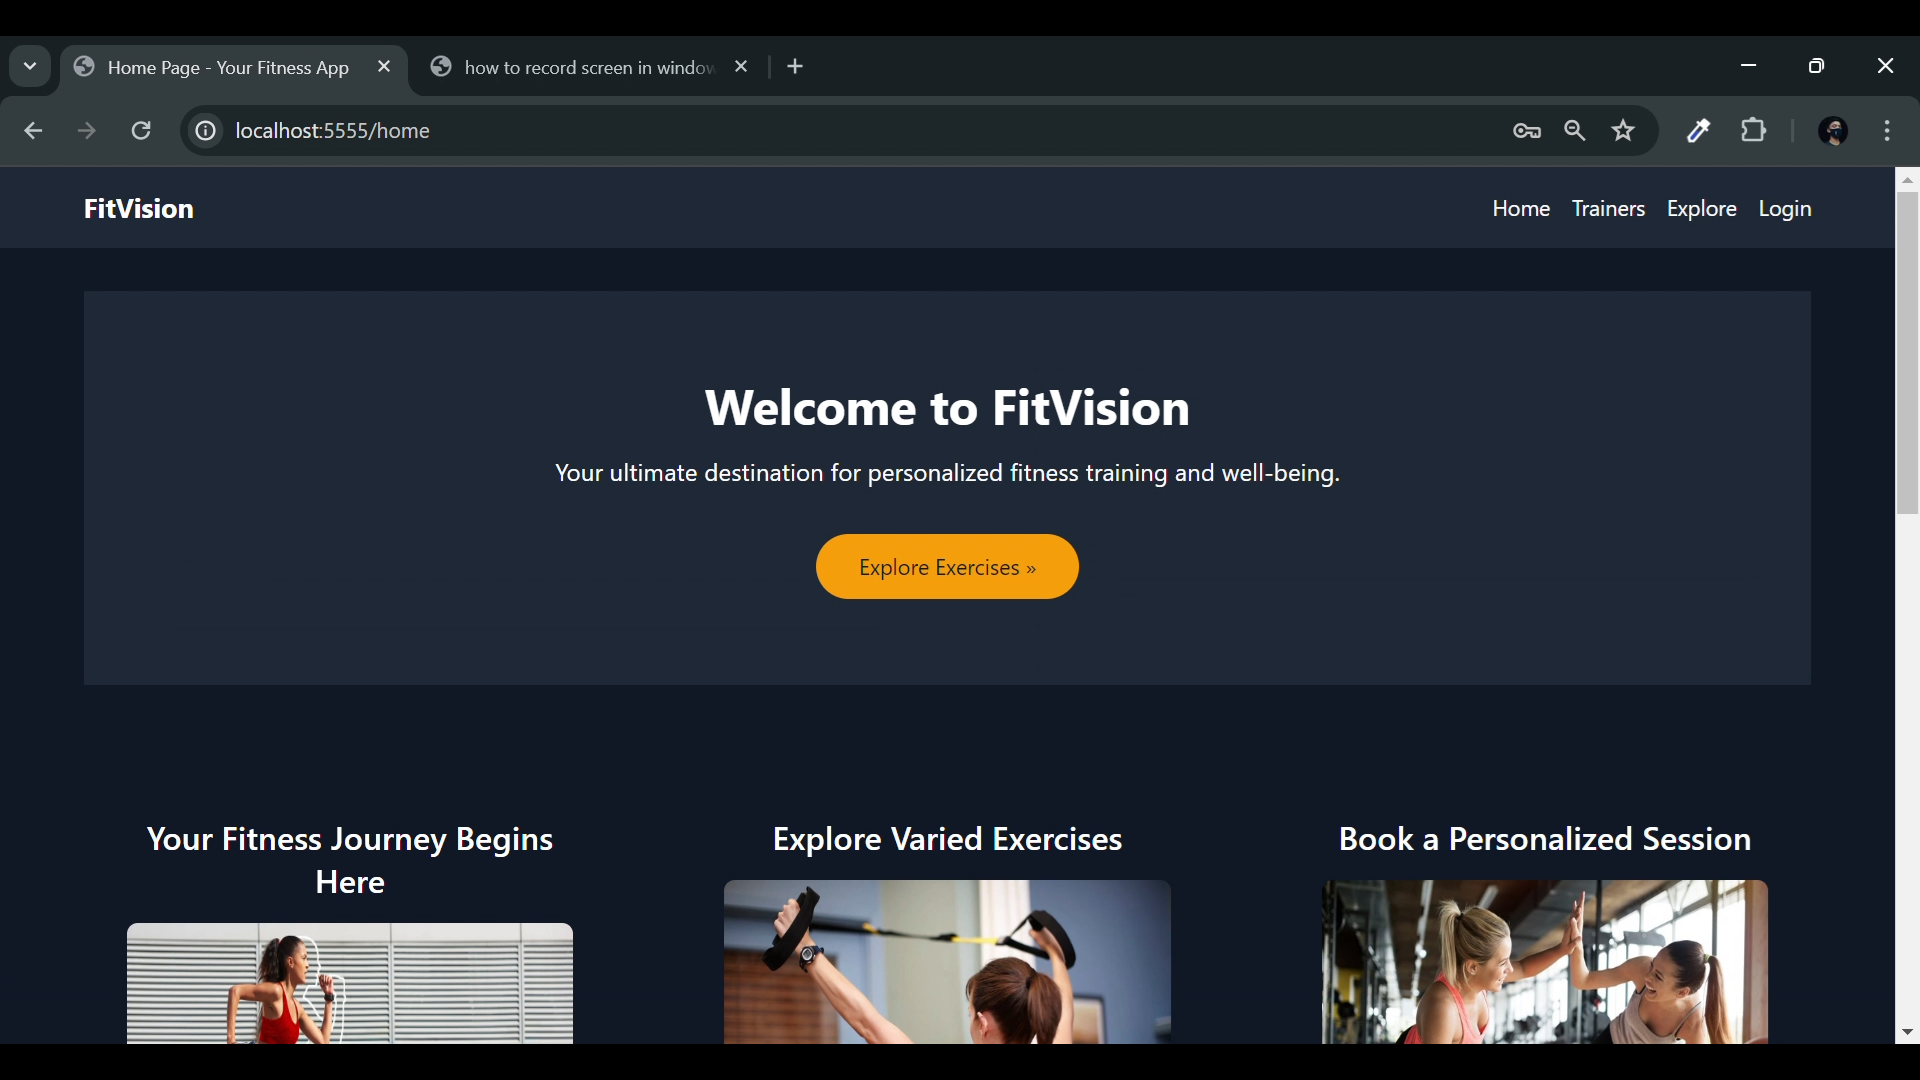 Home Page - Your Fitness App
how to record screen in window
localhost:5555/home
FitVision
Home Trainers Explore Login
Welcome to FitVision
Your ultimate destination for personalized fitness training and well-being.
Explore Exercises »
Your Fitness Journey Begins
Here
Explore Varied Exercises
Book a Personalized Session